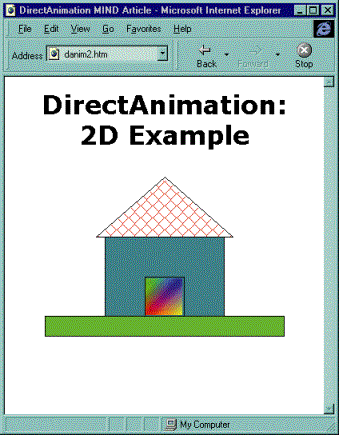 DirectAnimation MIND Article - Microsoft Internet Explorer
File Edit View Go Favorites Help
Address danim2.htm Back Forward Stop
DirectAnimation:
2D Example
My Computer